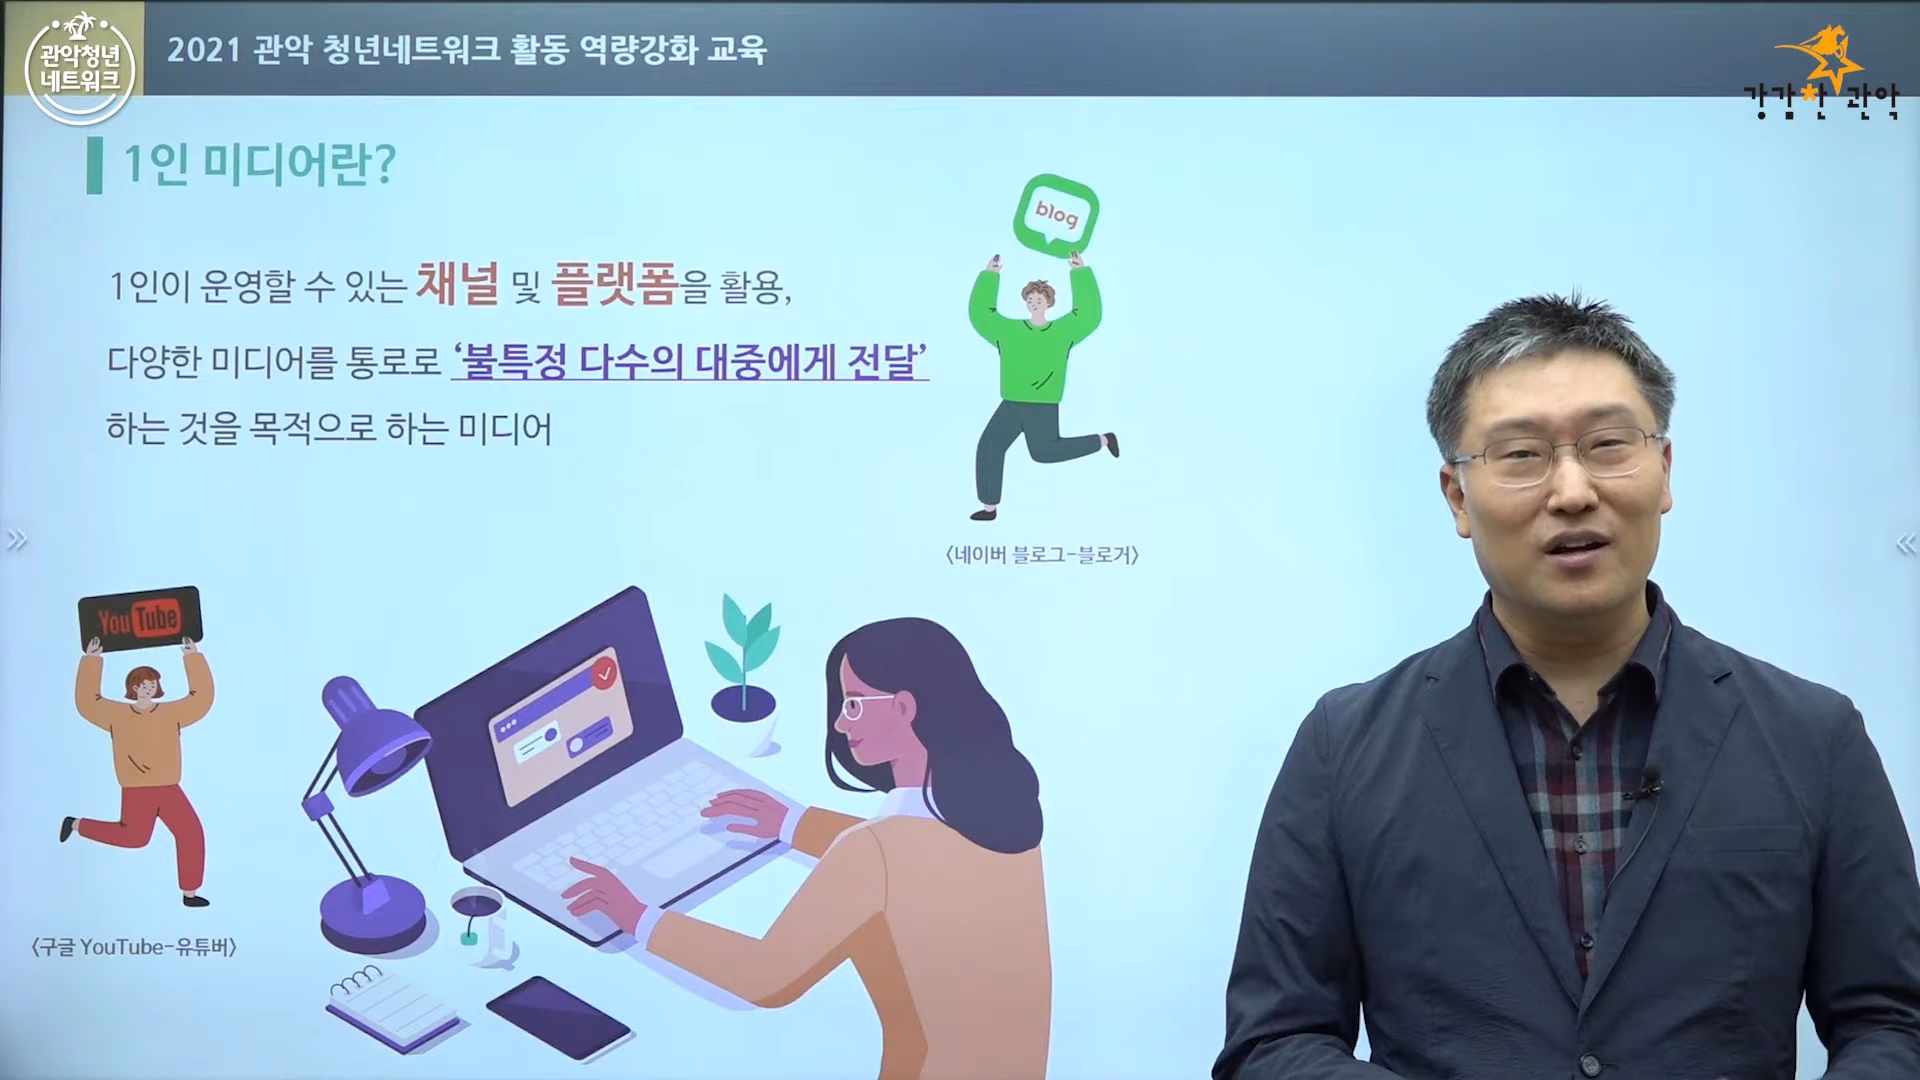 관악청년
네트워크
2021 관악 청년네트워크 활동 역량강화 교육
강감찬 관악
1인 미디어란?
1인이 운영할 수 있는 채널 및 플랫폼을 활용,
다양한 미디어를 통로로 ‘불특정 다수의 대중에게 전달’
하는 것을 목적으로 하는 미디어
blog
<네이버 블로그-블로거>
YouTube
<구글 YouTube-유튜버>